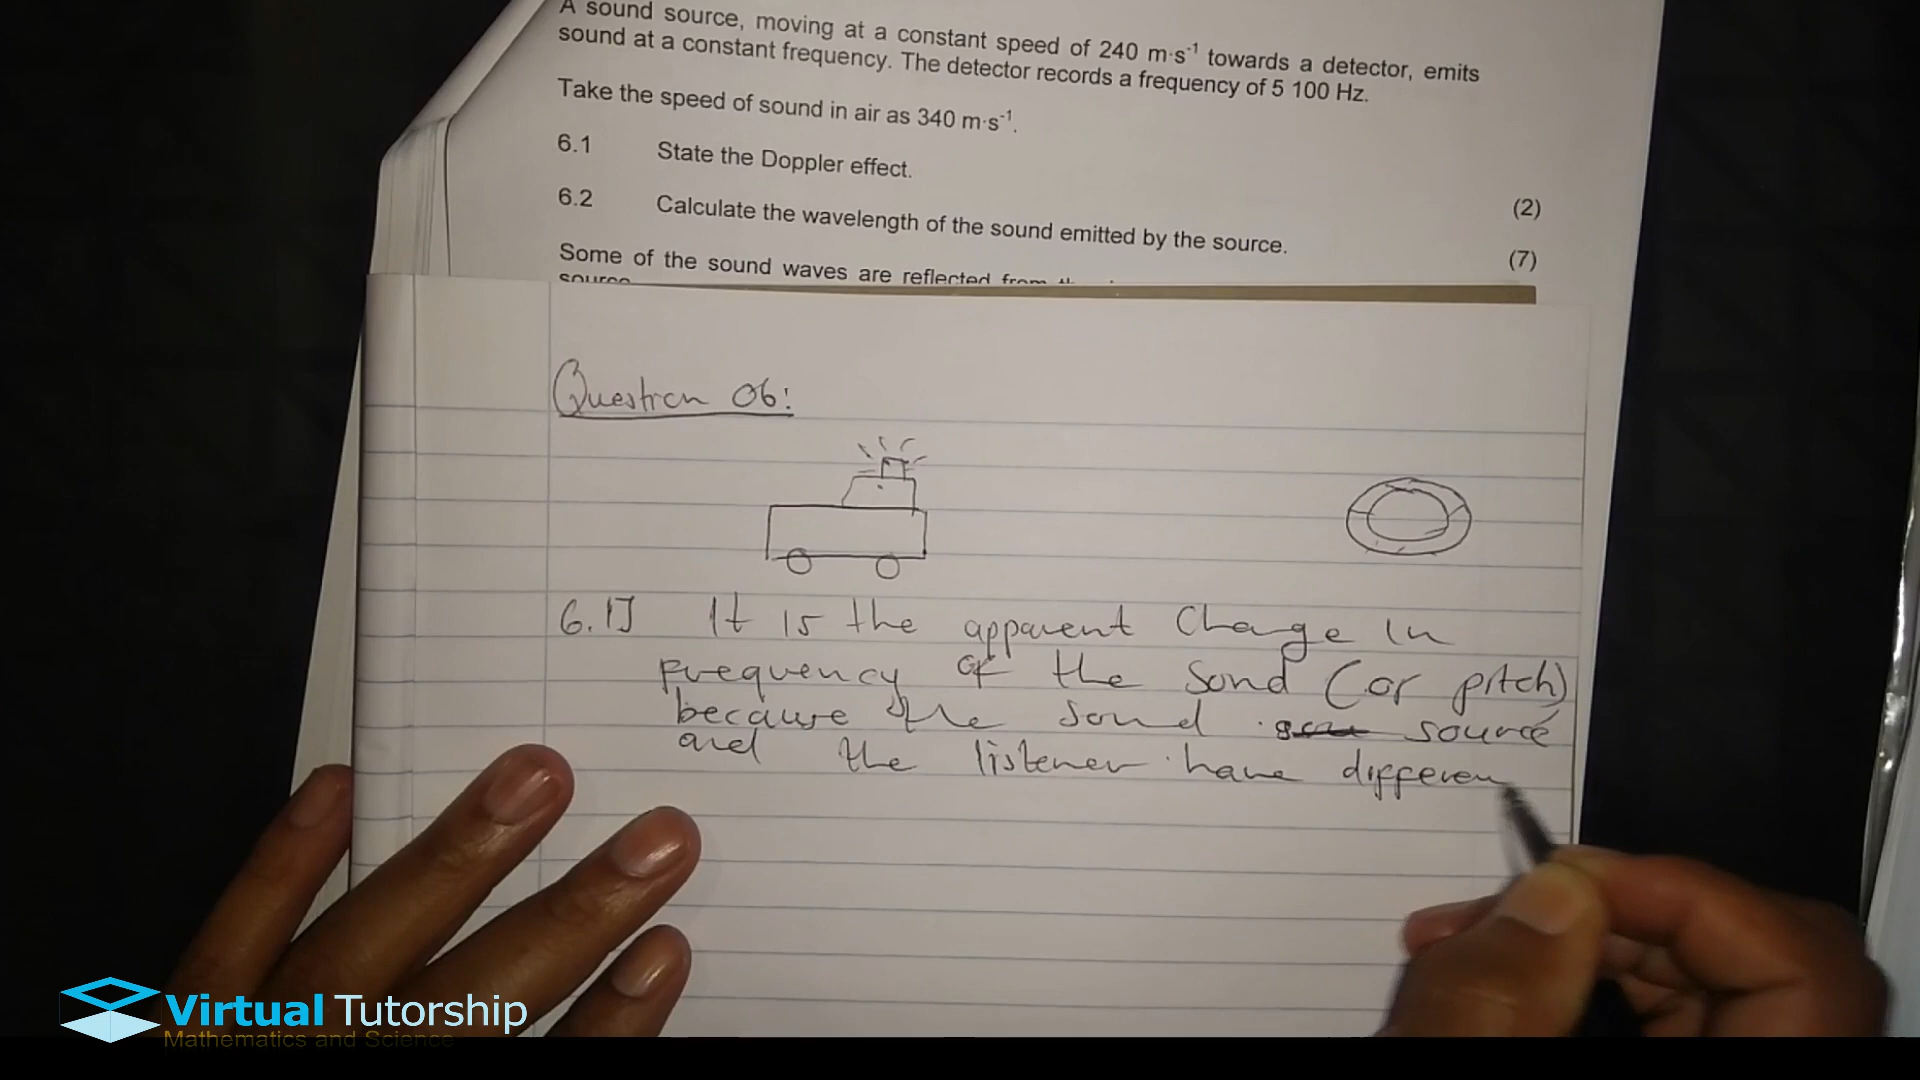 A sound source, moving at a constant speed of 240 m·s⁻¹ towards a detector, emits
sound at a constant frequency. The detector records a frequency of 5 100 Hz.
Take the speed of sound in air as 340 m·s⁻¹.
6.1 State the Doppler effect.
(2)
6.2 Calculate the wavelength of the sound emitted by the source.
(7)
Some of the sound waves are reflected from
source
Question 06:
6.1] It is the apparent change in
frequency of the sond (or pitch)
because the sond source
and the listener have differen
Virtual Tutorship
Mathematics and Science